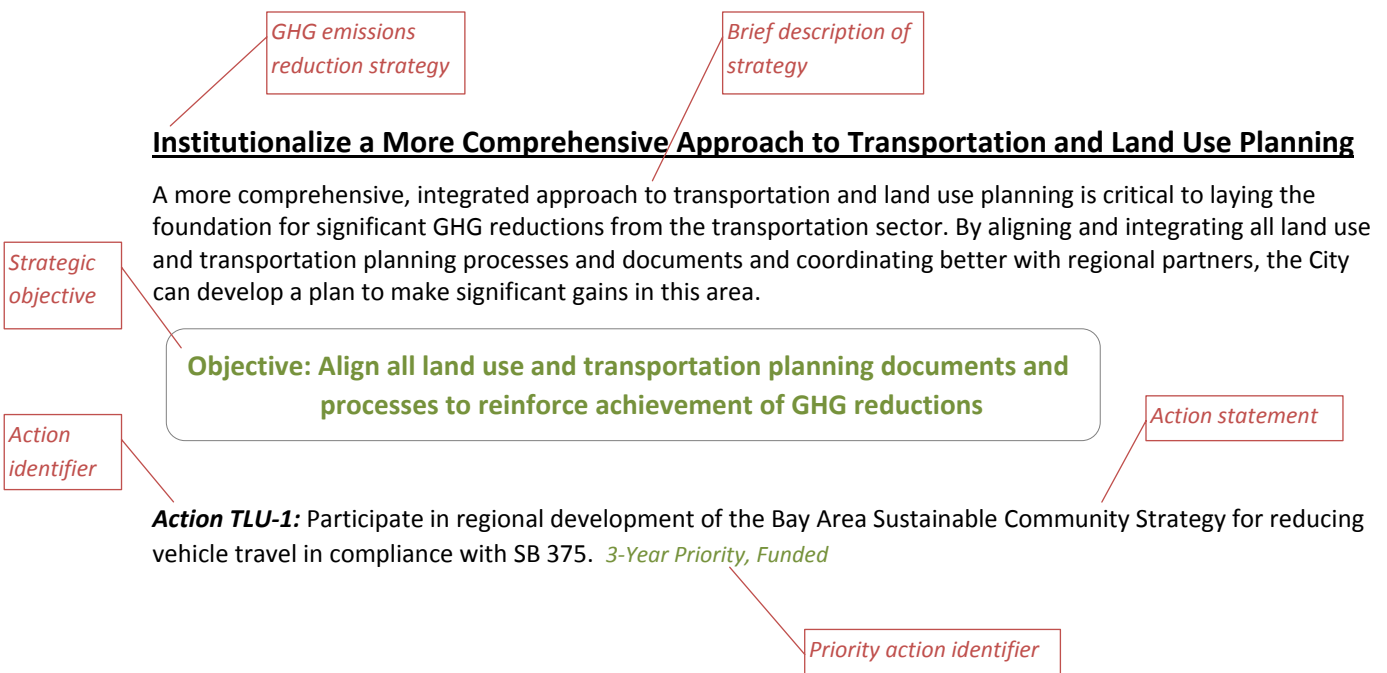 GHG emissions
reduction strategy
Brief description of
strategy
Institutionalize a More Comprehensive Approach to Transportation and Land Use Planning
A more comprehensive, integrated approach to transportation and land use planning is critical to laying the
foundation for significant GHG reductions from the transportation sector. By aligning and integrating all land use
and transportation planning processes and documents and coordinating better with regional partners, the City
can develop a plan to make significant gains in this area.
Strategic
objective
Objective: Align all land use and transportation planning documents and
processes to reinforce achievement of GHG reductions
Action statement
Action
identifier
Action TLU-1: Participate in regional development of the Bay Area Sustainable Community Strategy for reducing
vehicle travel in compliance with SB 375. 3-Year Priority, Funded
Priority action identifier